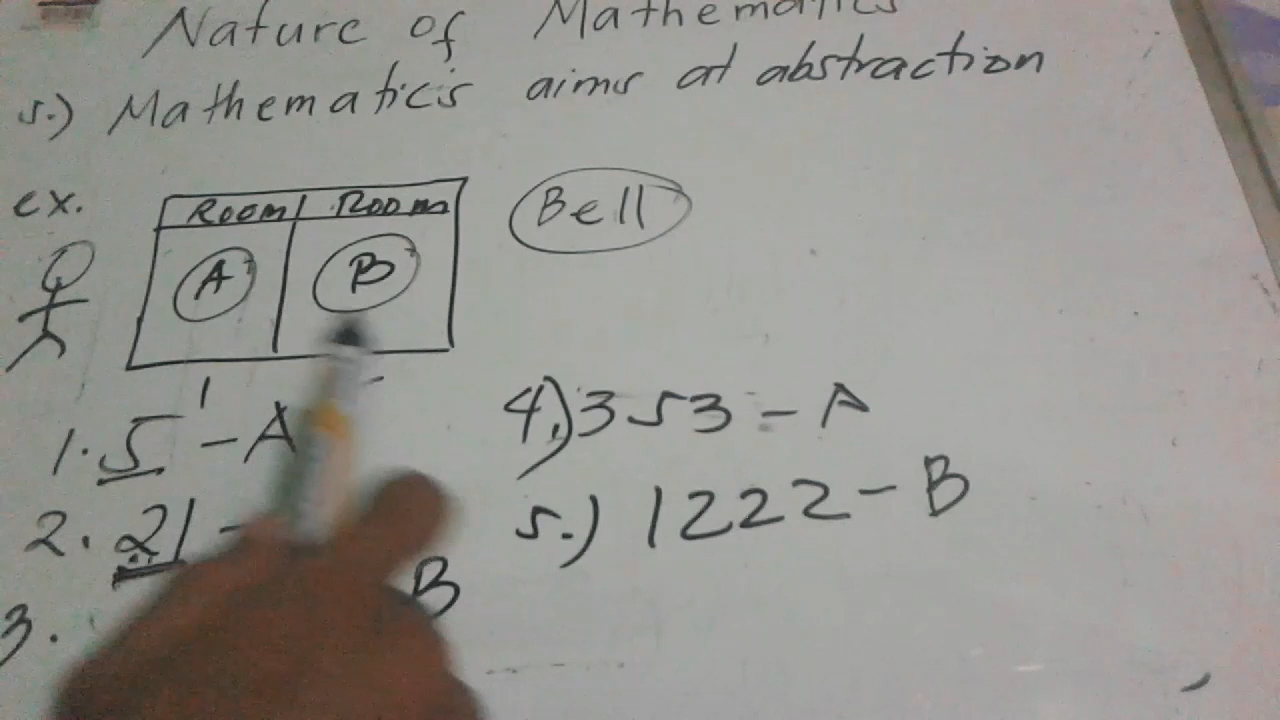 Nature of Mathematics
5.) Mathematics aims at abstraction
ex.
Room Room
A B
Bell
1. 5 - A
2. 21 -
3.
B
4.) 353 - A
5.) 1222 - B